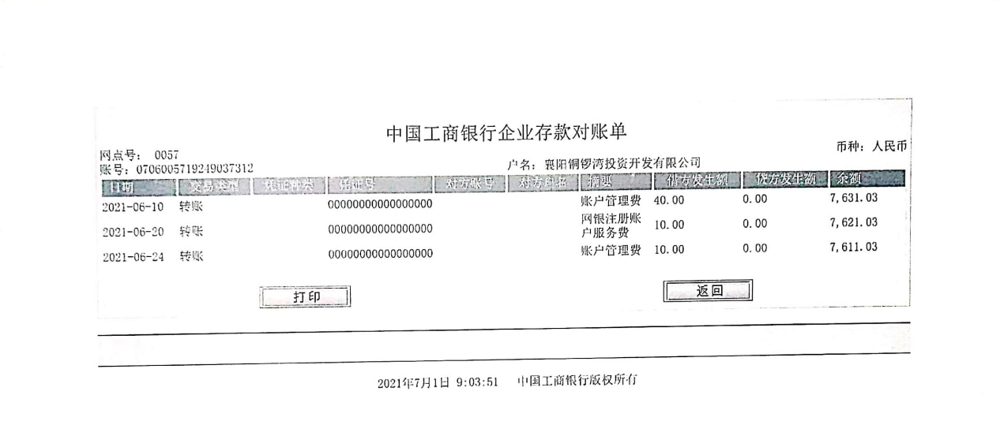 中国工商银行企业存款对账单
网点号： 0057
币种：人民币
账号：0706005719249037312
户名：襄阳铜锣湾投资开发有限公司
日期 交易类型 凭证种类 凭证号 对方账号 对方户名 摘要 借方发生额 贷方发生额 余额
2021-06-10 转账 00000000000000000 账户管理费 40.00 0.00 7,631.03
2021-06-20 转账 00000000000000000 网银注册账 10.00 0.00 7,621.03
户服务费
2021-06-24 转账 00000000000000000 账户管理费 10.00 0.00 7,611.03
打印 返回
2021年7月1日 9:03:51 中国工商银行版权所有